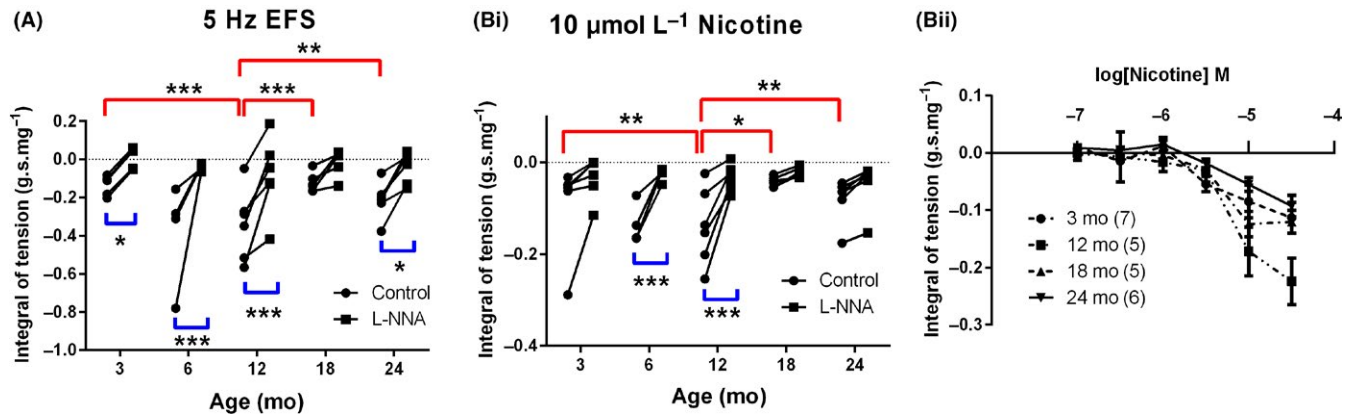 (A)
5 Hz EFS
**
***
***
Integral of tension (g.s.mg⁻¹)
0.2
0.0
−0.2
−0.4
−0.6
−0.8
−1.0
*
***
***
*
Control
L-NNA
3
6
12
18
24
Age (mo)
(Bi)
10 µmol L⁻¹ Nicotine
**
**
*
Integral of tension (g.s.mg⁻¹)
0.0
−0.2
−0.4
***
***
Control
L-NNA
3
6
12
18
24
Age (mo)
(Bii)
log[Nicotine] M
−7
−6
−5
−4
Integral of tension (g.s.mg⁻¹)
0.1
0.0
−0.1
−0.2
−0.3
3 mo (7)
12 mo (5)
18 mo (5)
24 mo (6)